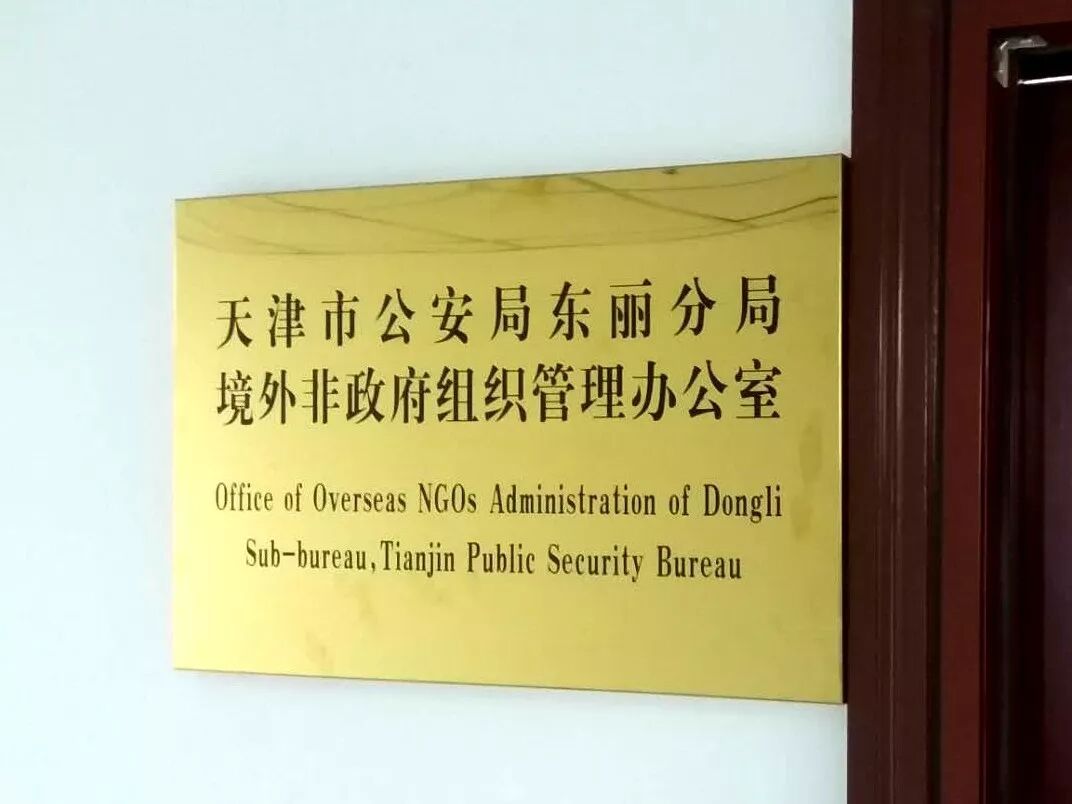 天津市公安局东丽分局
境外非政府组织管理办公室
Office of Overseas NGOs Administration of Dongli
Sub-bureau,Tianjin Public Security Bureau